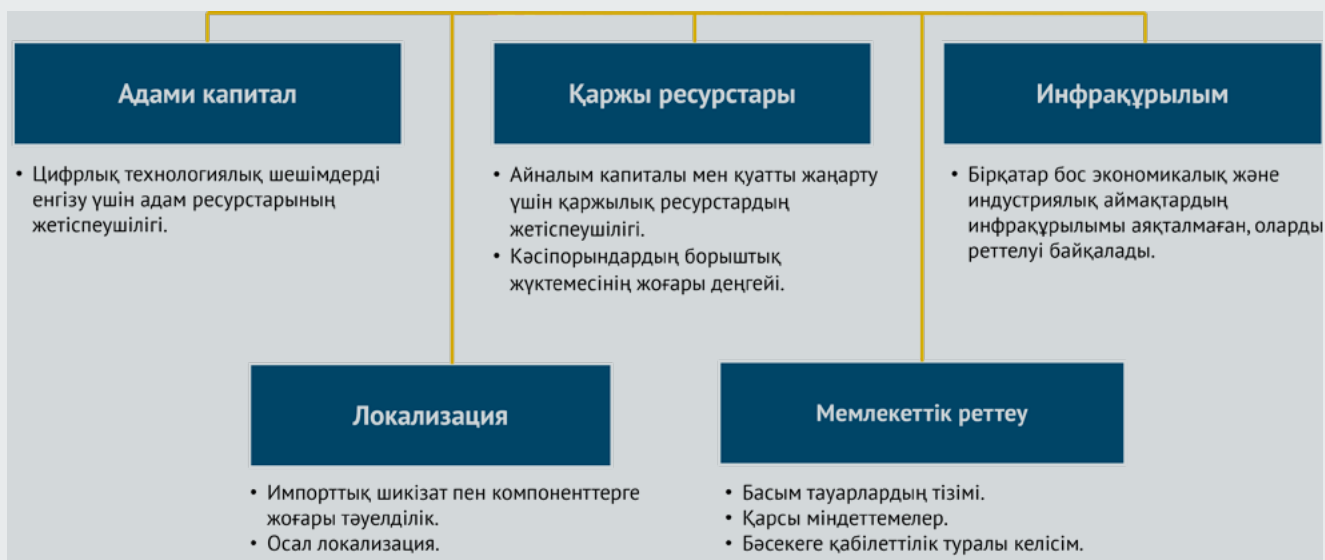 Адами капитал
• Цифрлық технологиялық шешімдерді
енгізу үшін адам ресурстарының
жетіспеушілігі.
Қаржы ресурстары
• Айналым капиталы мен қуатты жаңарту
үшін қаржылық ресурстардың
жетіспеушілігі.
• Кәсіпорындардың борыштық
жүктемесінің жоғары деңгейі.
Инфрақұрылым
• Бірқатар бос экономикалық және
индустриялық аймақтардың
инфрақұрылымы аяқталмаған, оларды
реттелуі байқалады.
Локализация
• Импорттық шикізат пен компоненттерге
жоғары тәуелділік.
• Осал локализация.
Мемлекеттік реттеу
• Басым тауарлардың тізімі.
• Қарсы міндеттемелер.
• Бәсекеге қабілеттілік туралы келісім.